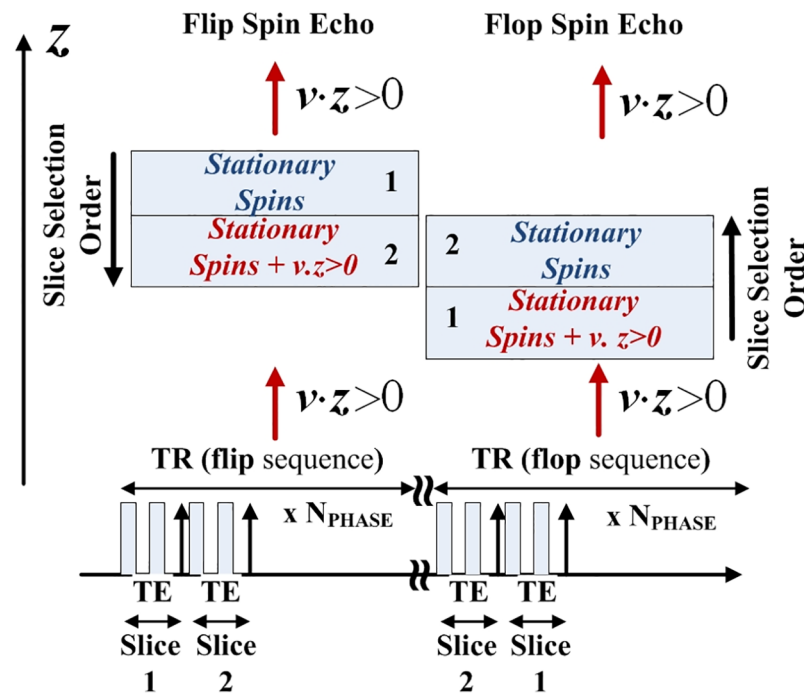 Flip Spin Echo
Flop Spin Echo
z
v·z>0
v·z>0
Slice Selection
Order
Stationary
Spins
1
Stationary
Spins + v.z>0
2
2
Stationary
Spins
1
Stationary
Spins + v. z>0
Slice Selection
Order
v·z>0
v·z>0
TR (flip sequence)
TR (flop sequence)
x NPHASE
x NPHASE
TE
TE
TE
TE
Slice
1
Slice
2
Slice
2
Slice
1